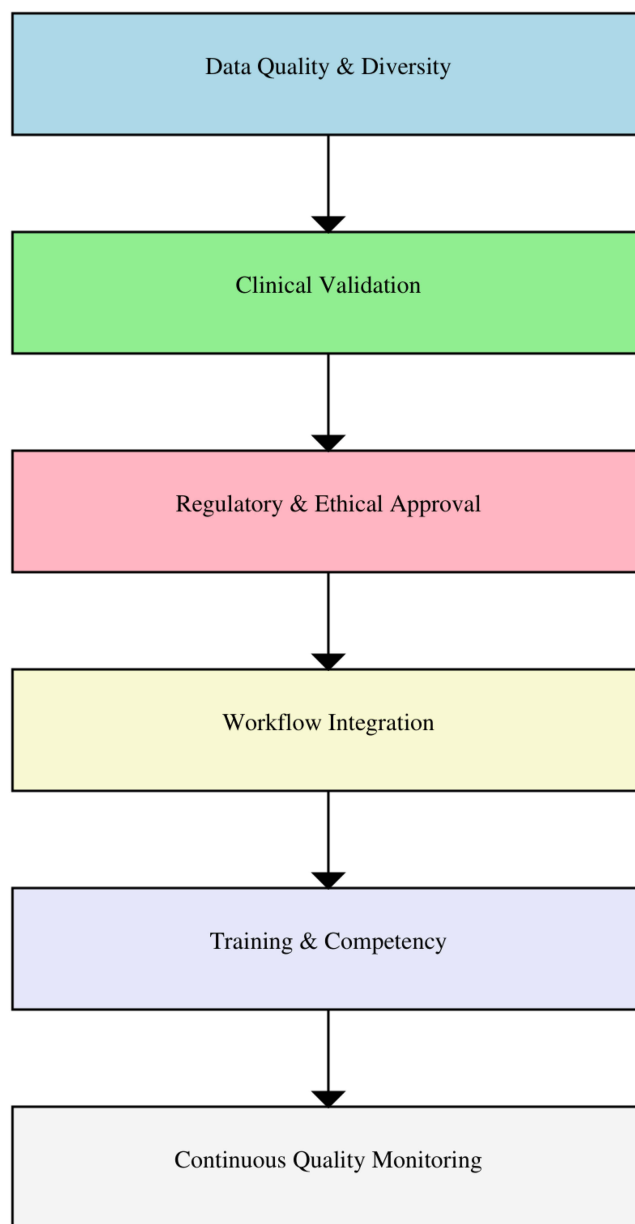 Data Quality & Diversity
Clinical Validation
Regulatory & Ethical Approval
Workflow Integration
Training & Competency
Continuous Quality Monitoring